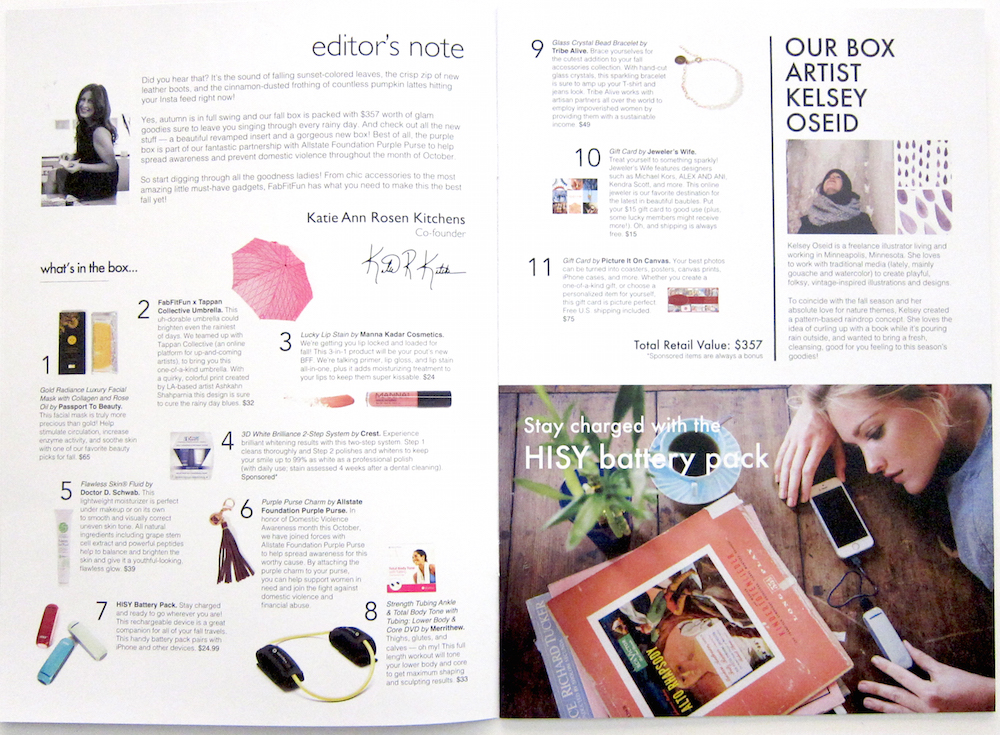 editor's note
Did you hear that? It's the sound of falling sunset-colored leaves, the crisp zip of new
leather boots, and the cinnamon-dusted frothing of countless pumpkin lattes hitting
your Insta feed right now!
Yes, autumn is in full swing and our fall box is packed with $357 worth of glam
goodies sure to leave you singing through every rainy day. And check out all the new
stuff — a beautiful revamped insert and a gorgeous new box! Best of all, the purple
box is part of our fantastic partnership with Allstate Foundation Purple Purse to help
spread awareness and prevent domestic violence throughout the month of October.
So start digging through all the goodness ladies! From chic accessories to the most
amazing little must-have gadgets, FabFitFun has what you need to make this the best
fall yet!
Katie Ann Rosen Kitchens
Co-founder
what's in the box...
1
Gold Radiance Luxury Facial
Mask with Collagen and Rose
Oil by Passport To Beauty.
This facial mask is truly more
precious than gold! Help
stimulate circulation, increase
enzyme activity, and soothe skin
with one of our favorite beauty
picks for fall. $65
2
FabFitFun x Tappan
Collective Umbrella. This
uh-dorable umbrella could
brighten even the rainiest
of days. We teamed up with
Tappan Collective (an online
platform for up-and-coming
artists), to bring you this
one-of-a-kind umbrella. With
a quirky, colorful print created
by LA-based artist Ashkahn
Shahparnia this design is sure
to cure the rainy day blues. $32
3
Lucky Lip Stain by Manna Kadar Cosmetics.
We're getting you lip locked and loaded for
fall! This 3-in-1 product will be your pout's new
BFF. We're talking primer, lip gloss, and lip stain
all-in-one, plus it adds moisturizing treatment to
your lips to keep them super kissable. $24
4
3D White Brilliance 2-Step System by Crest. Experience
brilliant whitening results with this two-step system. Step 1
cleans thoroughly and Step 2 polishes and whitens to keep
your smile up to 99% as white as a professional polish
(with daily use; stain assessed 4 weeks after a dental cleaning)
Sponsored*
5
Flawless Skin® Fluid by
Doctor D. Schwab. This
lightweight moisturizer is perfect
under makeup or on its own
to smooth and visually correct
uneven skin tone. All natural
ingredients including grape stem
cell extract and powerful peptides
help to balance and brighten the
skin and give it a youthful-looking,
flawless glow. $39
6
Purple Purse Charm by Allstate
Foundation Purple Purse. In
honor of Domestic Violence
Awareness month this October,
we have joined forces with
Allstate Foundation Purple Purse
to help spread awareness for this
worthy cause. By attaching the
purple charm to your purse,
you can help support women in
need and join the fight against
domestic violence and
financial abuse.
7
HISY Battery Pack. Stay charged
and ready to go wherever you are!
This rechargeable device is a great
companion for all of your fall travels.
This handy battery pack pairs with
iPhone and other devices. $24.99
8
Strength Tubing Ankle
& Total Body Tone with
Tubing: Lower Body &
Core DVD by Merrithew.
Thighs, glutes, and
calves — oh my! This full
length workout will tone
your lower body and core
to get maximum shaping
and sculpting results. $33
9
Glass Crystal Bead Bracelet by
Tribe Alive. Brace yourselves for
the cutest addition to your fall
accessories collection. With hand-cut
glass crystals, this sparkling bracelet
is sure to amp up your T-shirt and
jeans look. Tribe Alive works with
artisan partners all over the world to
employ impoverished women by
providing them with a sustainable
income. $49
10
Gift Card by Jeweler's Wife.
Treat yourself to something sparkly!
Jeweler's Wife features designers
such as Michael Kors, ALEX AND ANI,
Kendra Scott, and more. This online
jeweler is our favorite destination for
the latest in beautiful baubles. Put
your $15 gift card to good use (plus,
some lucky members might receive
more!). Oh, and shipping is always
free. $15
11
Gift Card by Picture It On Canvas. Your best photos
can be turned into coasters, posters, canvas prints,
iPhone cases, and more. Whether you create a
one-of-a-kind gift, or choose a
personalized item for yourself,
this gift card is picture perfect.
Free U.S. shipping included.
$75
Total Retail Value: $357
*Sponsored items are always a bonus
OUR BOX
ARTIST
KELSEY
OSEID
Kelsey Oseid is a freelance illustrator living and
working in Minneapolis, Minnesota. She loves
to work with traditional media (lately, mainly
gouache and watercolor) to create playful,
folky, vintage-inspired illustrations and designs.
To coincide with the fall season and her
absolute love for nature themes, Kelsey created
a pattern-based raindrop concept. She loves the
idea of curling up with a book while it's pouring
rain outside, and wanted to bring a fresh,
cleansing, good for you feeling to this season's
goodies!
Stay charged with the
HISY battery pack
ALTO RHAPSODY
RICHARD TUCKER